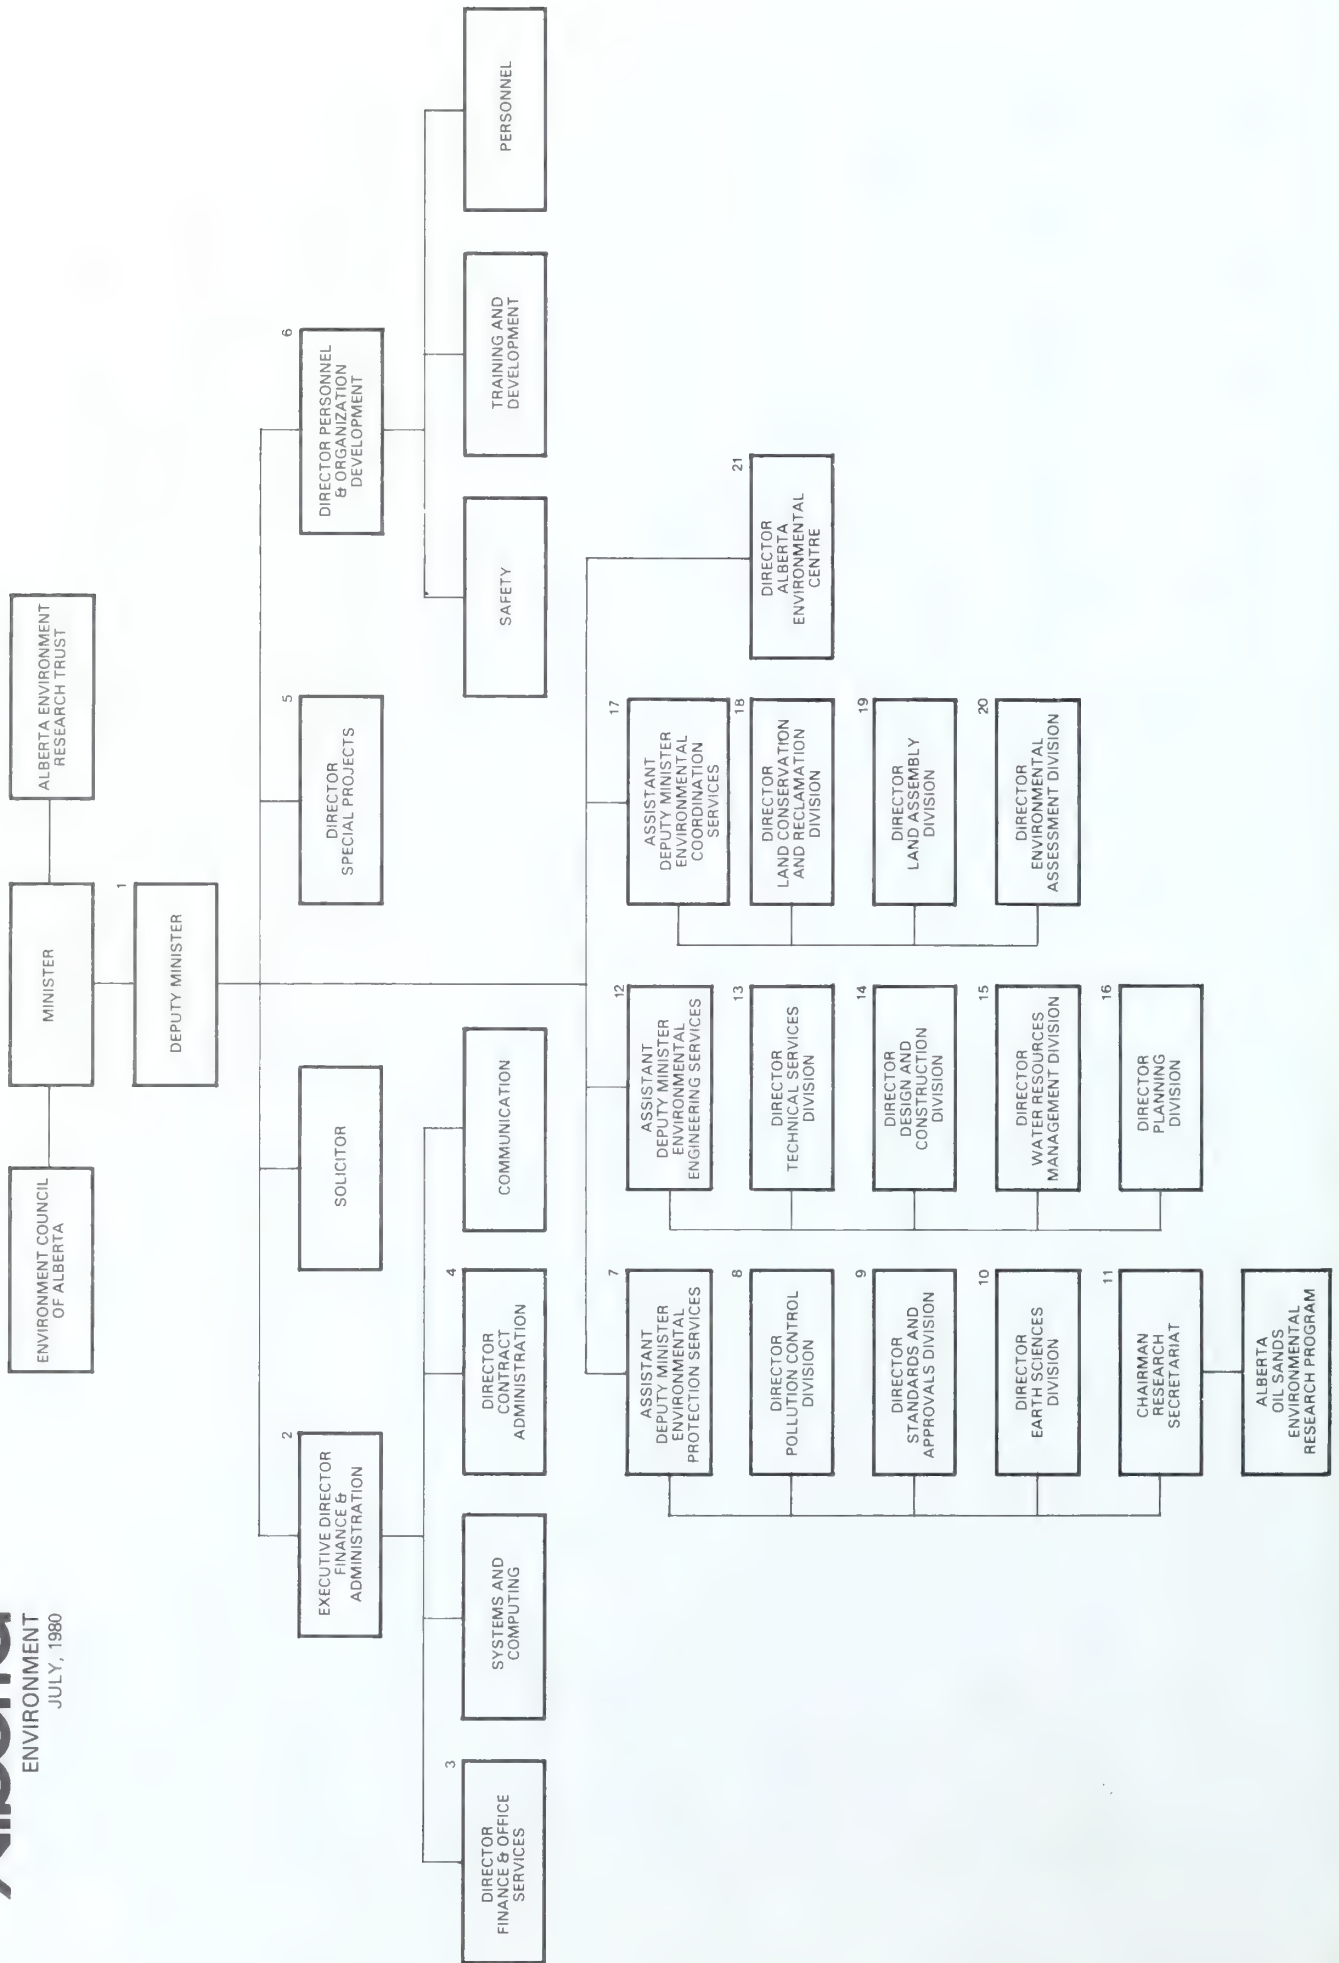 ENVIRONMENT
JULY, 1980
ENVIRONMENT COUNCIL
OF ALBERTA
MINISTER
ALBERTA ENVIRONMENT
RESEARCH TRUST
1
DEPUTY MINISTER
2
EXECUTIVE DIRECTOR
FINANCE &
ADMINISTRATION
SOLICITOR
5
DIRECTOR
SPECIAL PROJECTS
6
DIRECTOR PERSONNEL
& ORGANIZATION
DEVELOPMENT
3
DIRECTOR
FINANCE & OFFICE
SERVICES
SYSTEMS AND
COMPUTING
4
DIRECTOR
CONTRACT
ADMINISTRATION
COMMUNICATION
SAFETY
TRAINING AND
DEVELOPMENT
PERSONNEL
7
ASSISTANT
DEPUTY MINISTER
ENVIRONMENTAL
PROTECTION SERVICES
8
DIRECTOR
POLLUTION CONTROL
DIVISION
9
DIRECTOR
STANDARDS AND
APPROVALS DIVISION
10
DIRECTOR
EARTH SCIENCES
DIVISION
11
CHAIRMAN
RESEARCH
SECRETARIAT
ALBERTA
OIL SANDS
ENVIRONMENTAL
RESEARCH PROGRAM
12
ASSISTANT
DEPUTY MINISTER
ENVIRONMENTAL
ENGINEERING SERVICES
13
DIRECTOR
TECHNICAL SERVICES
DIVISION
14
DIRECTOR
DESIGN AND
CONSTRUCTION
DIVISION
15
DIRECTOR
WATER RESOURCES
MANAGEMENT DIVISION
16
DIRECTOR
PLANNING
DIVISION
17
ASSISTANT
DEPUTY MINISTER
ENVIRONMENTAL
COORDINATION
SERVICES
18
DIRECTOR
LAND CONSERVATION
AND RECLAMATION
DIVISION
19
DIRECTOR
LAND ASSEMBLY
DIVISION
20
DIRECTOR
ENVIRONMENTAL
ASSESSMENT DIVISION
21
DIRECTOR
ALBERTA
ENVIRONMENTAL
CENTRE